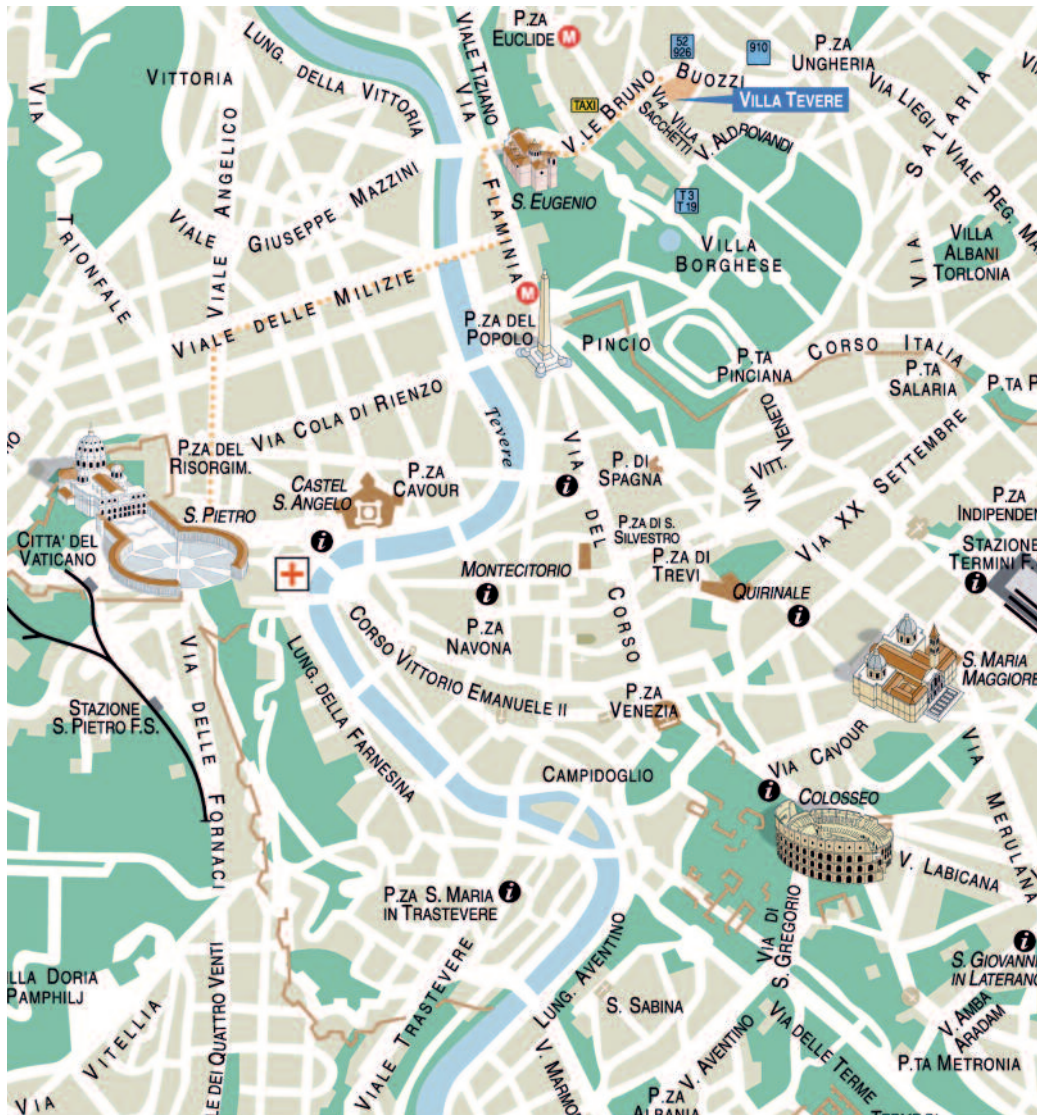 P.ZA
EUCLIDE M
52
926
910
P.ZA
UNGHERIA
VITTORIA
LUNG. DELLA VITTORIA
VIALE TIZIANO
VIA
VIA
TRIONFALE
VIALE ANGELICO
VIALE
GIUSEPPE MAZZINI
TAXI
V.LE BRUNO BUOZZI
VILLA TEVERE
VIA VILLA
SACCHETTI
V. ALDROVANDI
VIA LIEGI
VIALE REG. MA
VIA SALARIA
S. EUGENIO
FLAMINIA
T 3
T 19
VILLA
BORGHESE
VILLA
ALBANI
TORLONIA
VIALE DELLE MILIZIE
M
P.ZA DEL
POPOLO
PINCIO
P.TA
PINCIANA
CORSO ITALIA
P.TA
SALARIA
P.TA P
VIA COLA DI RIENZO
Tevere
P.ZA DEL
RISORGIM.
CASTEL
S. ANGELO
P.ZA
CAVOUR
VIA DEL CORSO
P. DI
SPAGNA
VIA VITT. VENETO
VIA XX SETTEMBRE
P.ZA
INDIPENDEN
S. PIETRO
CITTA' DEL
VATICANO
i
i
P.ZA DI S.
SILVESTRO
MONTECITORIO
i
P.ZA DI
TREVI
QUIRINALE
i
STAZIONE
TERMINI F.
i
P.ZA
NAVONA
CORSO VITTORIO EMANUELE II
LUNG. DELLA FARNESINA
VIA DELLE FORNACI
STAZIONE
S. PIETRO F.S.
S. MARIA
MAGGIORE
P.ZA
VENEZIA
CAMPIDOGLIO
VIA CAVOUR
i
COLOSSEO
VIA MERULANA
V. LABICANA
P.ZA S. MARIA
IN TRASTEVERE
i
VIA DI
S. GREGORIO
i
S. GIOVANNI
IN LATERANO
LLA DORIA
PAMPHILJ
VIA VITELLIA
LE DEI QUATTRO VENTI
VIALE TRASTEVERE
LUNG. AVENTINO
S. SABINA
V. AVENTINO
VIA DELLE TERME
V. AMBA
ARADAM
P.TA METRONIA
V. MARMO
P.ZA
ALBANIA